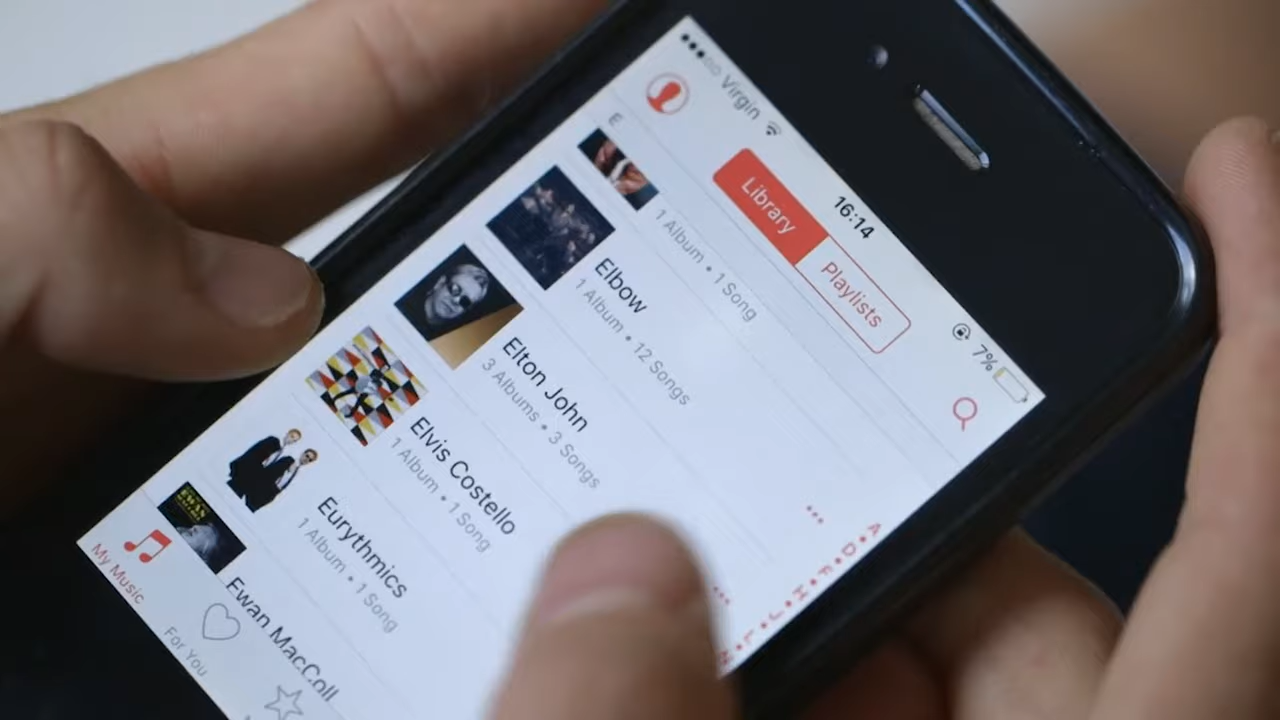 Virgin
16:14
7%
Library
Playlists
E
1 Album • 1 Song
Elbow
1 Album • 12 Songs
Elton John
3 Albums • 3 Songs
Elvis Costello
1 Album • 1 Song
Eurythmics
1 Album • 1 Song
Ewan MacColl
A
D
F
H
J
L
N
My Music
For You